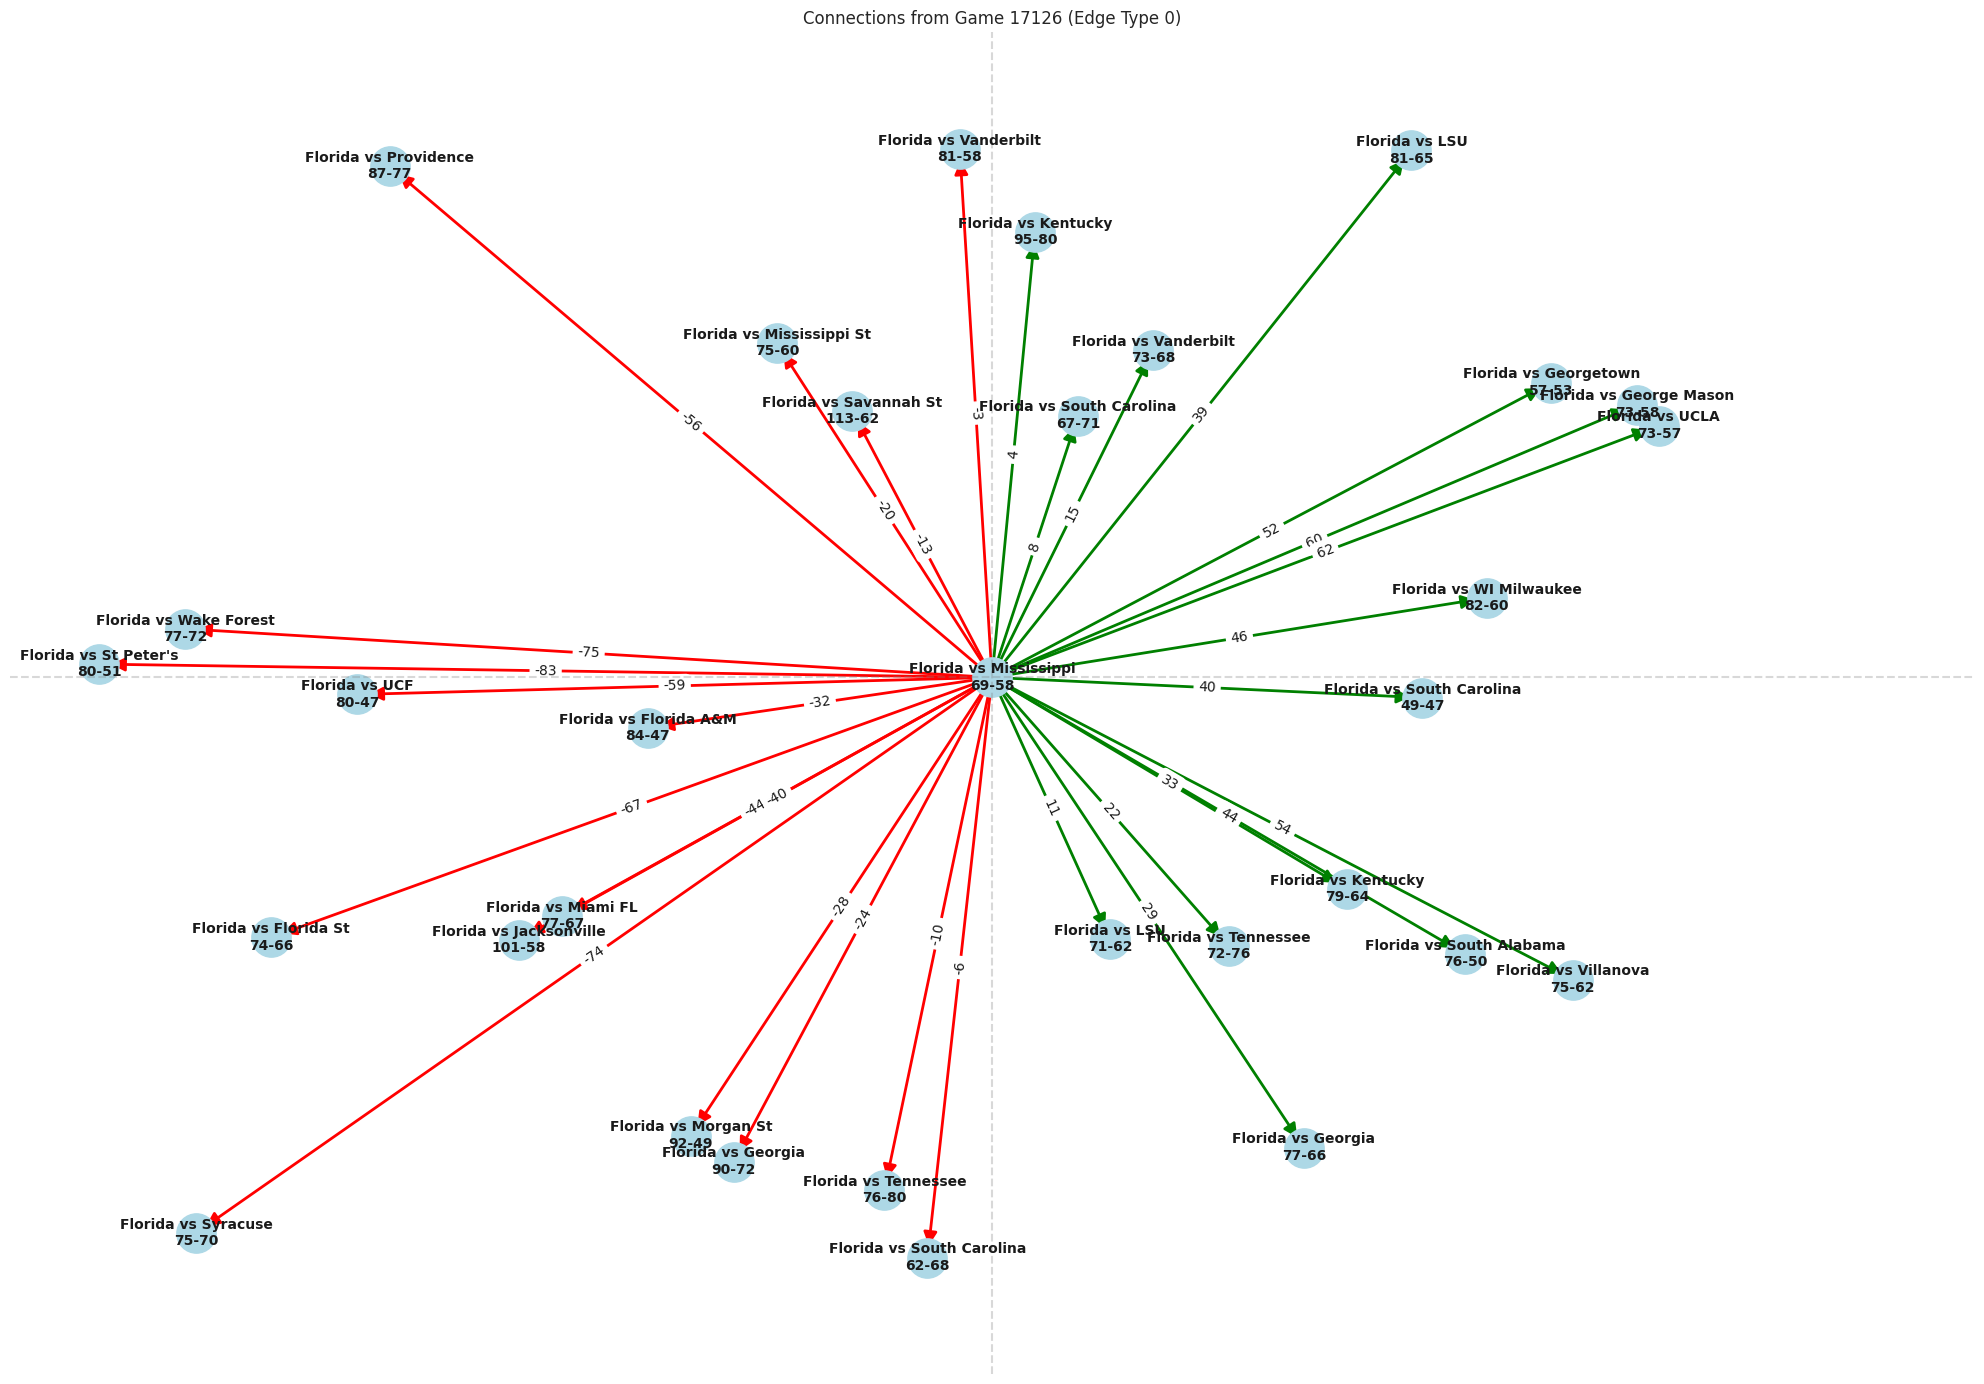 Connections from Game 17126 (Edge Type 0)
Florida vs Vanderbilt
81-58
Florida vs LSU
81-65
Florida vs Providence
87-77
Florida vs Kentucky
95-80
Florida vs Mississippi St
75-60
Florida vs Vanderbilt
73-68
Florida vs Georgetown
57-53
Florida vs George Mason
73-58
Florida vs Savannah St
113-62
Florida vs South Carolina
67-71
Florida vs UCLA
73-57
-56
-3
39
4
-20
15
52
-13
8
60
62
Florida vs WI Milwaukee
82-60
Florida vs Wake Forest
77-72
46
-75
Florida vs St Peter's
80-51
-83
Florida vs Mississippi
69-58
Florida vs UCF
80-47
-59
40
Florida vs South Carolina
49-47
-32
Florida vs Florida A&M
84-47
33
-67
-44
-40
11
22
44
54
Florida vs Kentucky
79-64
-28
-24
29
Florida vs Miami FL
77-67
Florida vs Florida St
74-66
Florida vs Jacksonville
101-58
-10
Florida vs LSU
71-62
Florida vs Tennessee
72-76
Florida vs South Alabama
76-50
-74
-6
Florida vs Villanova
75-62
Florida vs Morgan St
92-49
Florida vs Georgia
90-72
Florida vs Georgia
77-66
Florida vs Tennessee
76-80
Florida vs Syracuse
75-70
Florida vs South Carolina
62-68